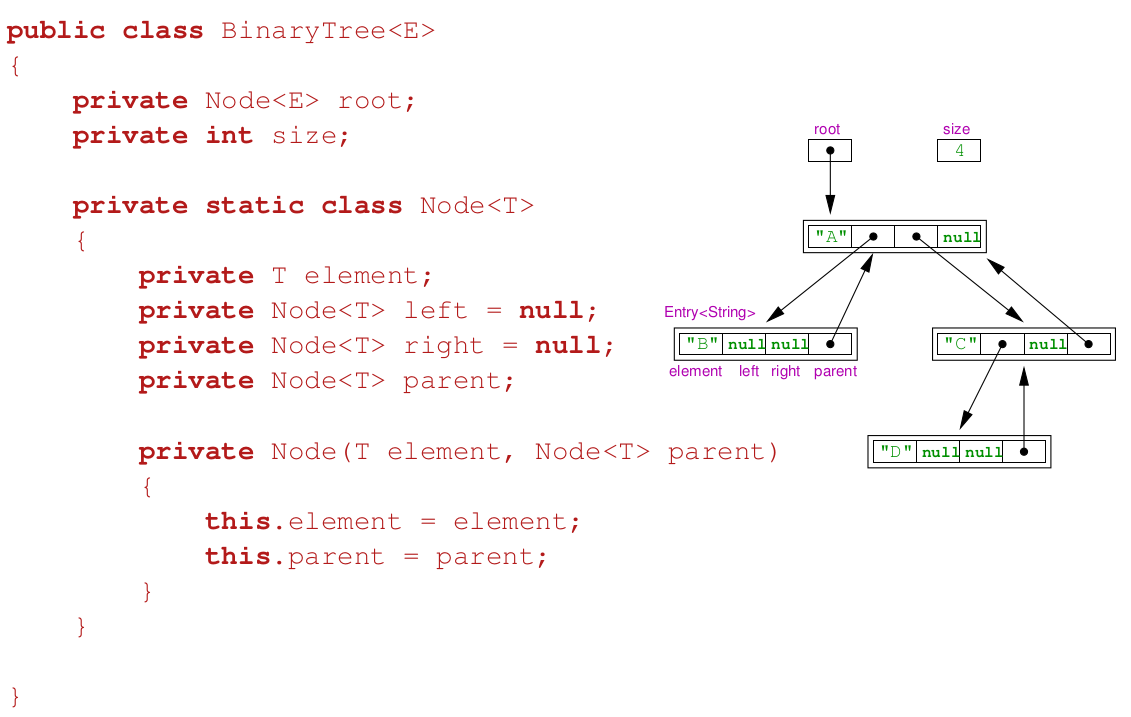 public class BinaryTree<E>
{
    private Node<E> root;
    private int size;
    private static class Node<T>
    {
        private T element;
        private Node<T> left = null;
        private Node<T> right = null;
        private Node<T> parent;
        private Node(T element, Node<T> parent)
        {
            this.element = element;
            this.parent = parent;
        }
    }
}
root size
4
"A" null
Entry<String>
"B" null null
element left right parent
"C" null
"D" null null